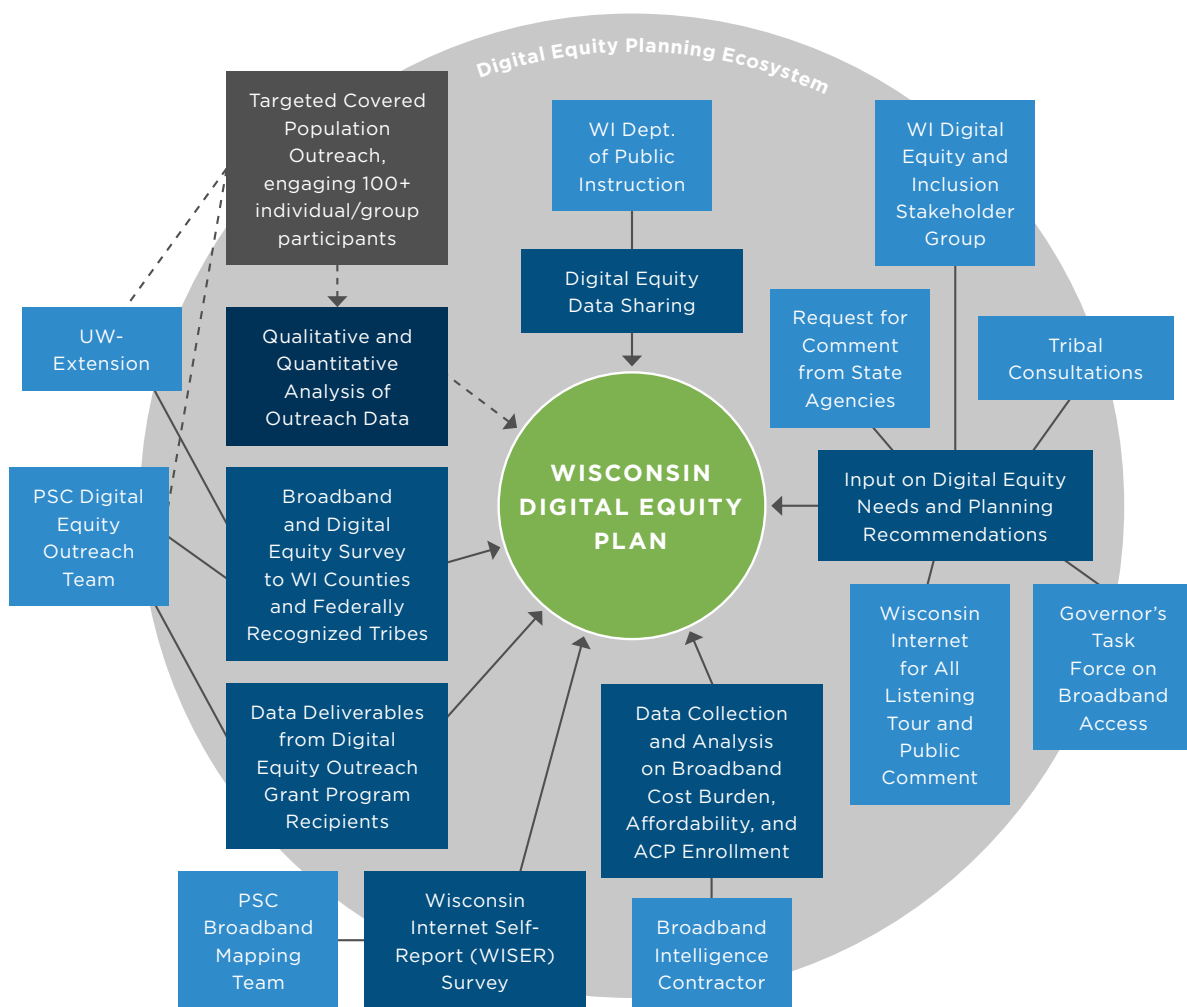 Digital Equity Planning Ecosystem
Targeted Covered
Population
Outreach,
engaging 100+
individual/group
participants
WI Dept.
of Public
Instruction
WI Digital
Equity and
Inclusion
Stakeholder
Group
Digital Equity
Data Sharing
UW-
Extension
Qualitative and
Quantitative
Analysis of
Outreach Data
Request for
Comment
from State
Agencies
Tribal
Consultations
PSC Digital
Equity
Outreach
Team
Broadband
and Digital
Equity Survey
to WI Counties
and Federally
Recognized Tribes
WISCONSIN
DIGITAL EQUITY
PLAN
Input on Digital Equity
Needs and Planning
Recommendations
Data Deliverables
from Digital
Equity Outreach
Grant Program
Recipients
Data Collection
and Analysis
on Broadband
Cost Burden,
Affordability, and
ACP Enrollment
Wisconsin
Internet
for All
Listening
Tour and
Public
Comment
Governor's
Task
Force on
Broadband
Access
PSC
Broadband
Mapping
Team
Wisconsin
Internet Self-
Report (WISER)
Survey
Broadband
Intelligence
Contractor